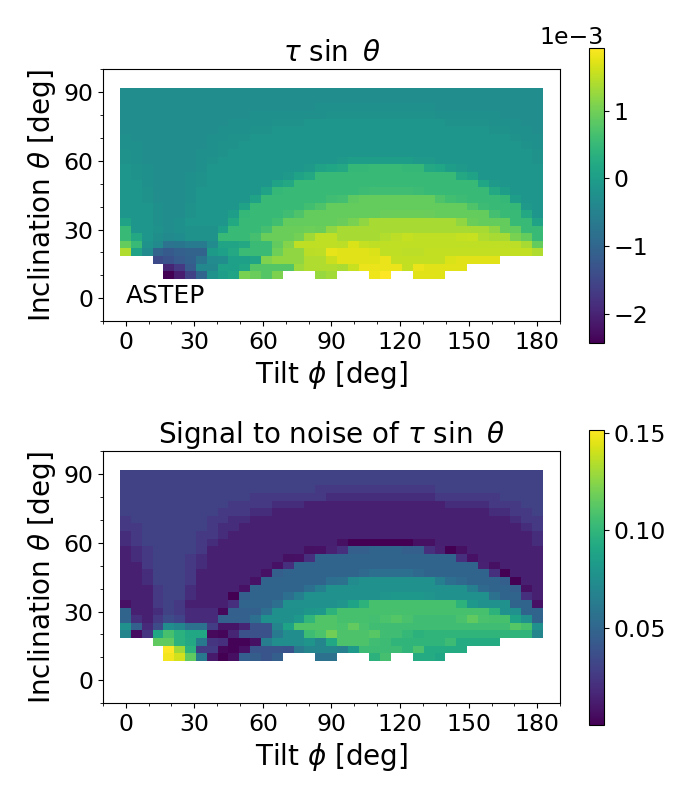 1e−3
τ sin θ
Inclination θ [deg]
90
60
30
0
ASTEP
0 30 60 90 120 150 180
Tilt ϕ [deg]
1
0
−1
−2
Signal to noise of τ sin θ
Inclination θ [deg]
90
60
30
0
0 30 60 90 120 150 180
Tilt ϕ [deg]
0.15
0.10
0.05